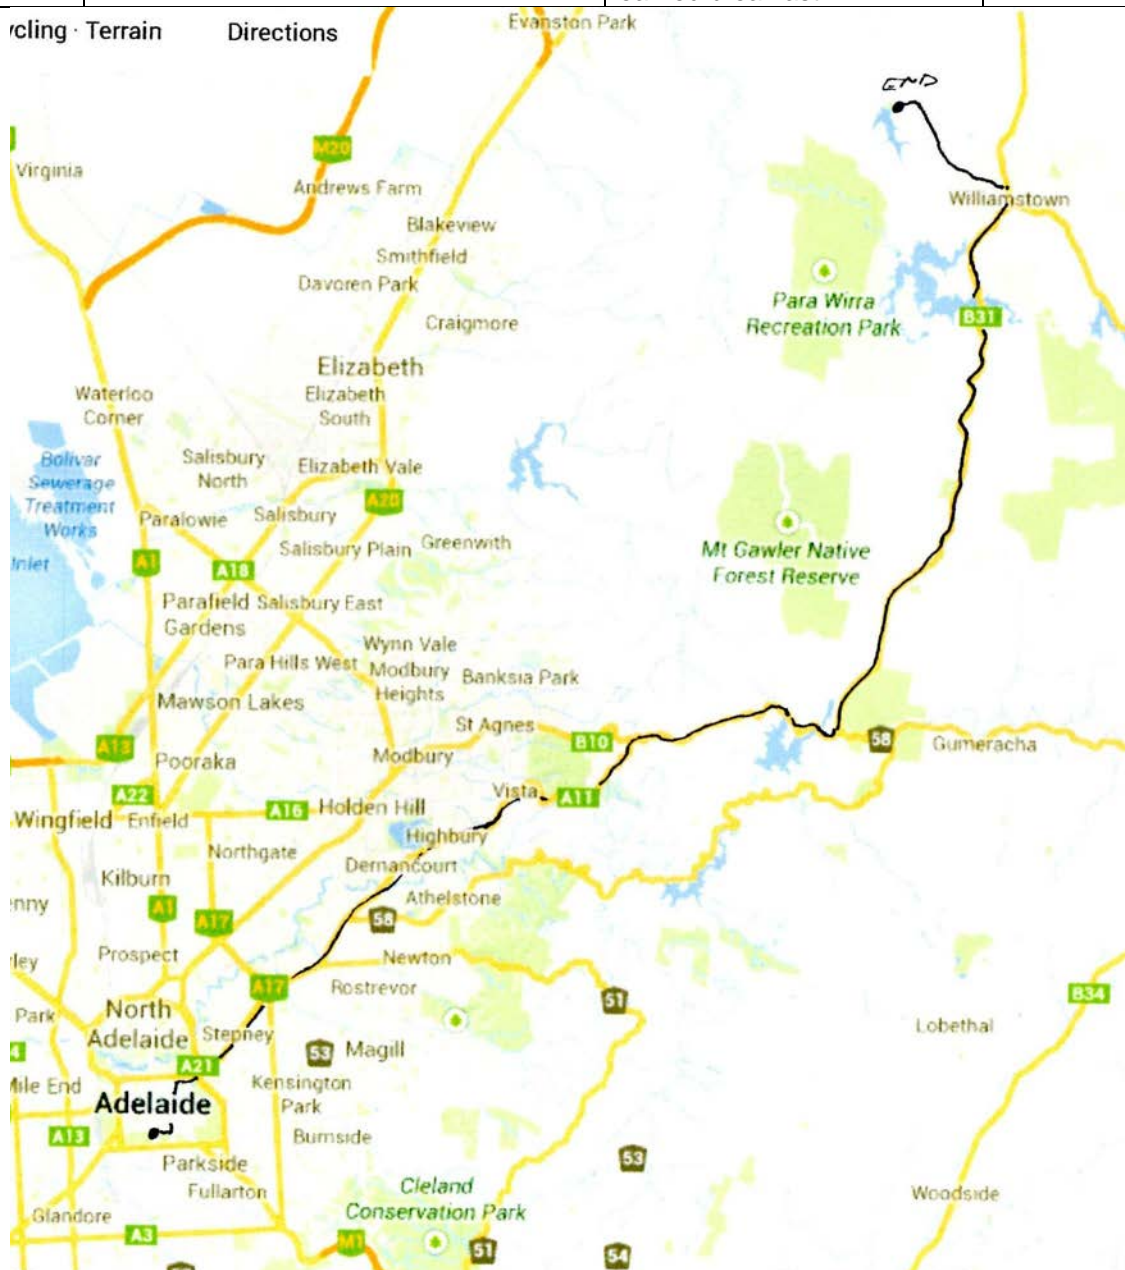 ycling · Terrain
Directions
Evanston Park
END
M20
Virginia
Andrews Farm
Williamstown
Blakeview
Smithfield
Davoren Park
Para Wirra
Recreation Park
B31
Craigmore
Elizabeth
Waterloo
Corner
Elizabeth
South
Bolivar
Sewerage
Treatment
Works
Salisbury
North
Elizabeth Vale
A20
Paralowie
Salisbury
Salisbury Plain
Greenwith
Mt Gawler Native
Forest Reserve
Inlet
A1
A18
Parafield
Gardens
Salisbury East
Wynn Vale
Para Hills West
Modbury
Heights
Banksia Park
Mawson Lakes
St Agnes
B10
58
Gumeracha
A13
Pooraka
Modbury
A22
Vista
A11
Wingfield
Enfield
A16
Holden Hill
Highbury
Northgate
Dernancourt
Kilburn
Athelstone
enny
A1
A17
58
Prospect
Newton
rley
A17
Rostrevor
51
B34
Park
North
Adelaide
Stepney
Lobethal
4
A21
53
Magill
Mile End
Adelaide
Kensington
Park
A13
Burnside
53
Parkside
Fullarton
Cleland
Conservation Park
Woodside
Glandore
A3
M1
51
54